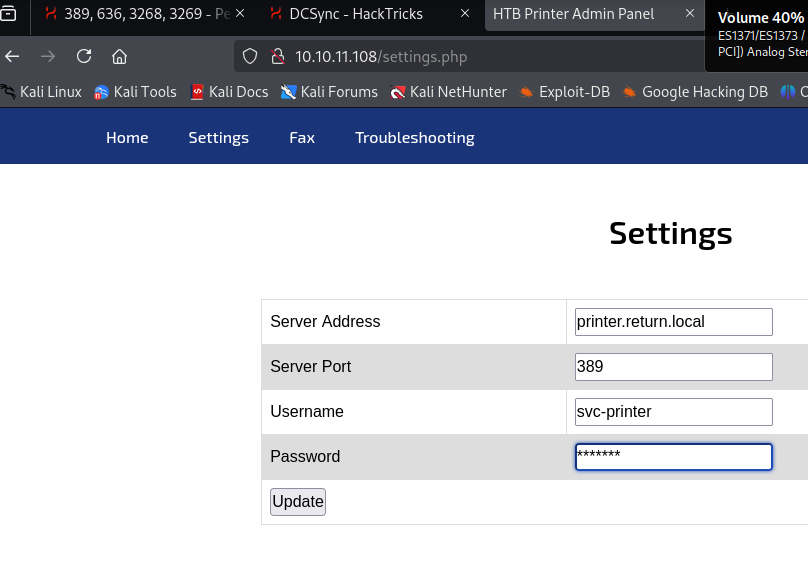 389, 636, 3268, 3269 - Pe
DCSync - HackTricks
HTB Printer Admin Panel
Volume 40%
ES1371/ES1373 /
PCI]) Analog Ster
10.10.11.108/settings.php
Kali Linux Kali Tools Kali Docs Kali Forums Kali NetHunter Exploit-DB Google Hacking DB
Home Settings Fax Troubleshooting
Settings
Server Address printer.return.local
Server Port 389
Username svc-printer
Password *******
Update